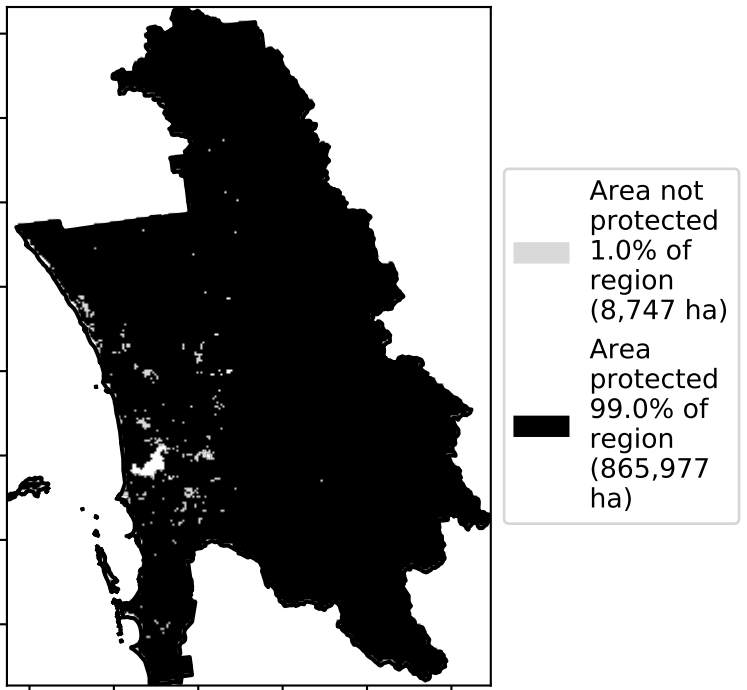 Area not
protected
1.0% of
region
(8,747 ha)
Area
protected
99.0% of
region
(865,977
ha)